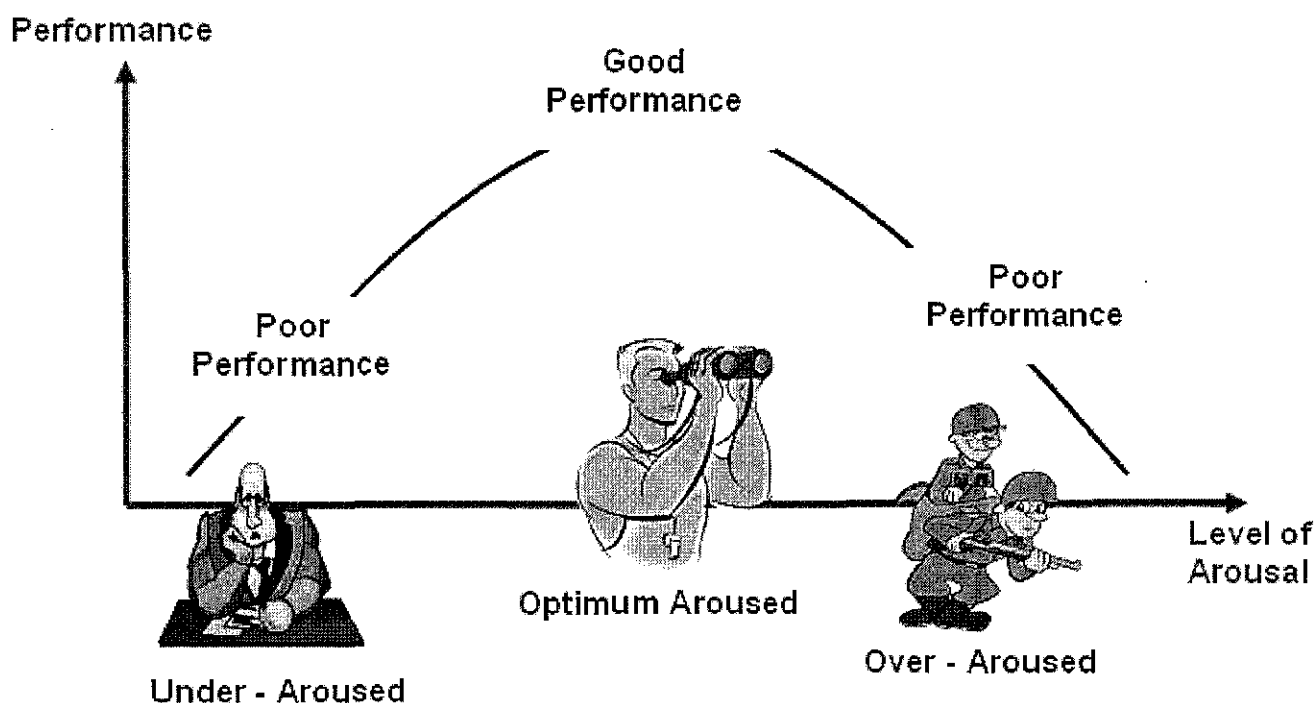 Performance
Good
Performance
Poor
Performance
Poor
Performance
Level of
Arousal
Optimum Aroused
Over - Aroused
Under - Aroused